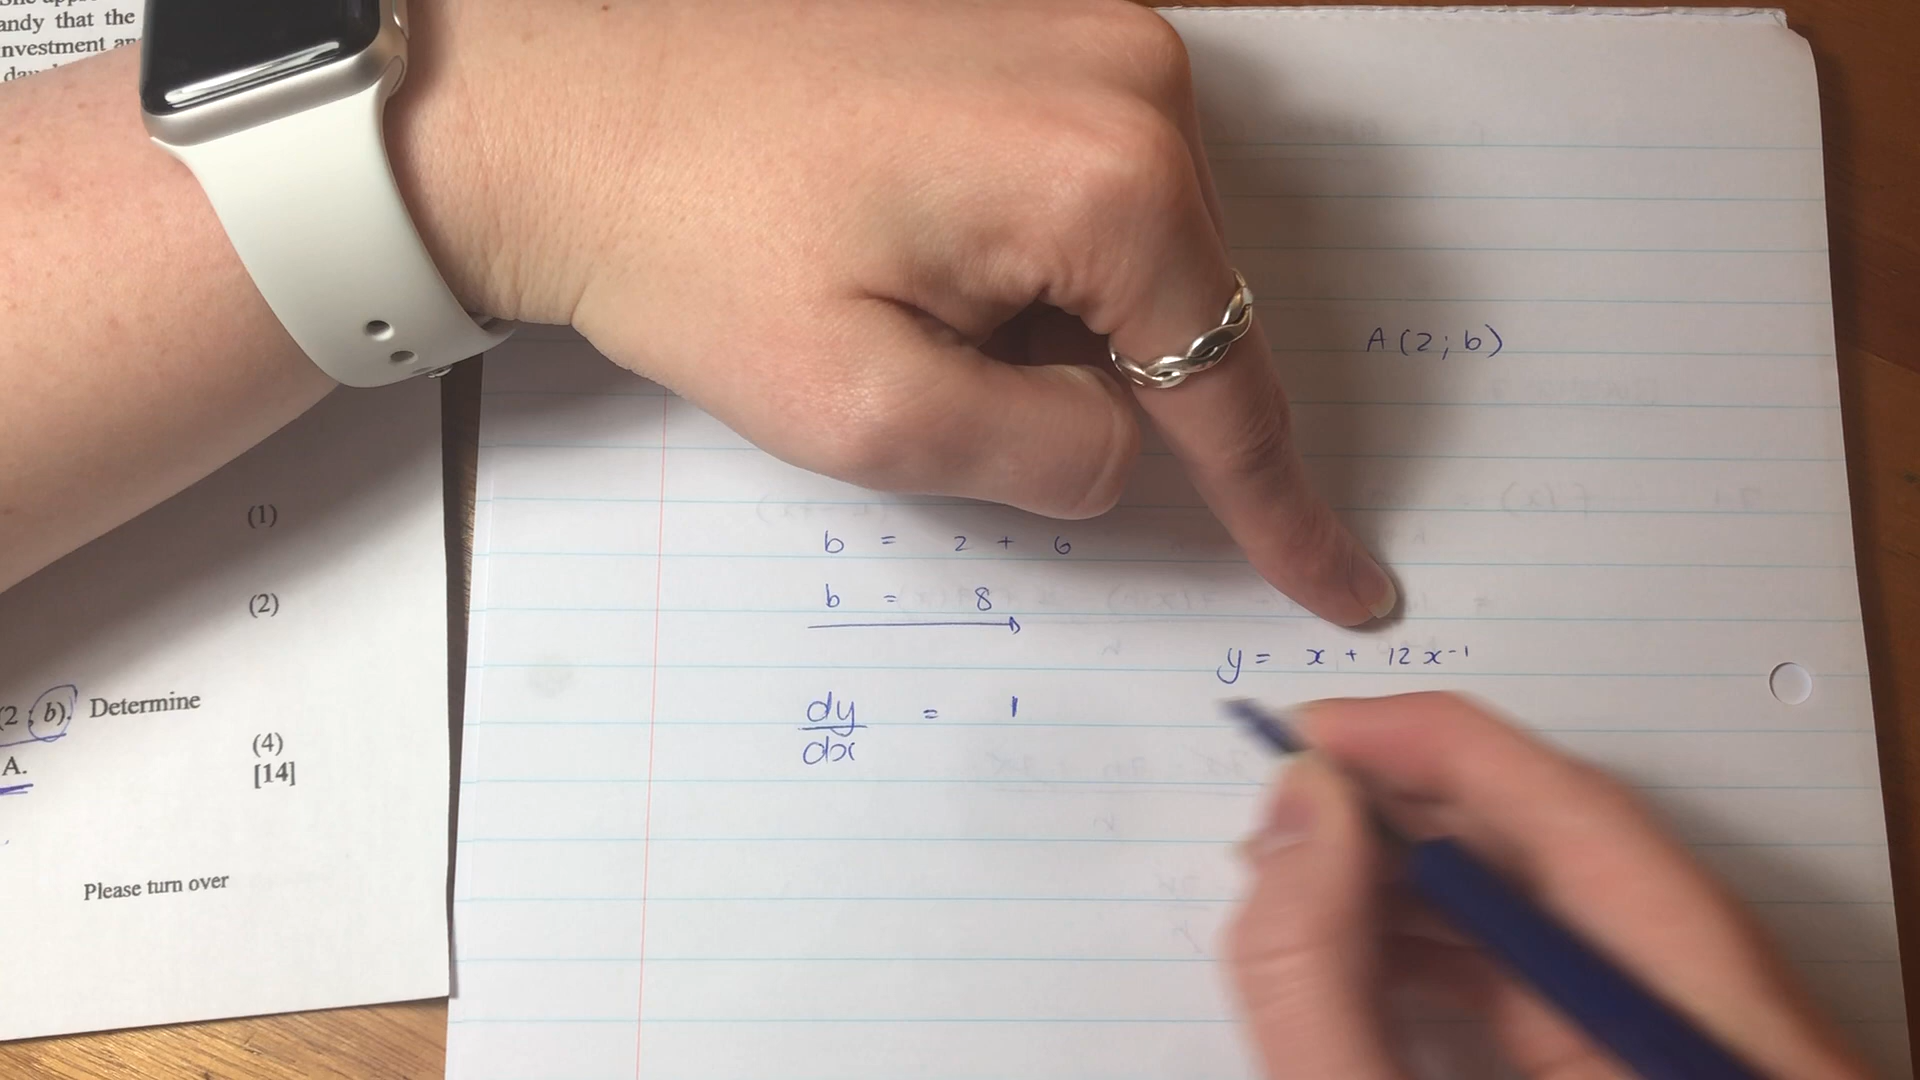 andy that the
nvestment an
(1)
(2)
(2 ; b). Determine
(4)
A.
[14]
Please turn over
A (2 ; b)
b = 2 + 6
b = 8
y = x + 12 x⁻¹
dy/dx = 1